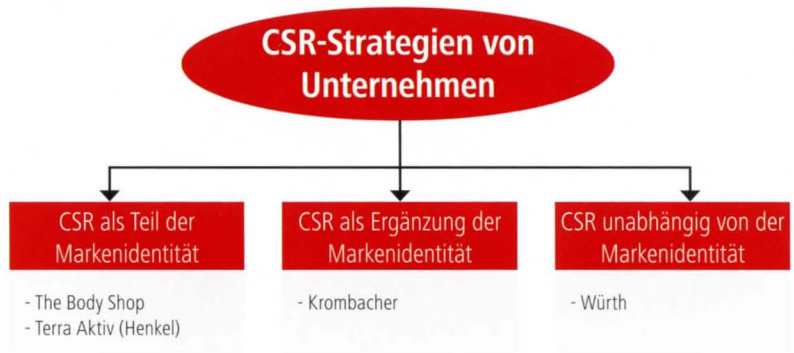 CSR-Strategien von
Unternehmen
CSR als Teil der
Markenidentität
- The Body Shop
- Terra Aktiv (Henkel)
CSR als Ergänzung der
Markenidentität
- Krombacher
CSR unabhängig von der
Markenidentität
- Würth